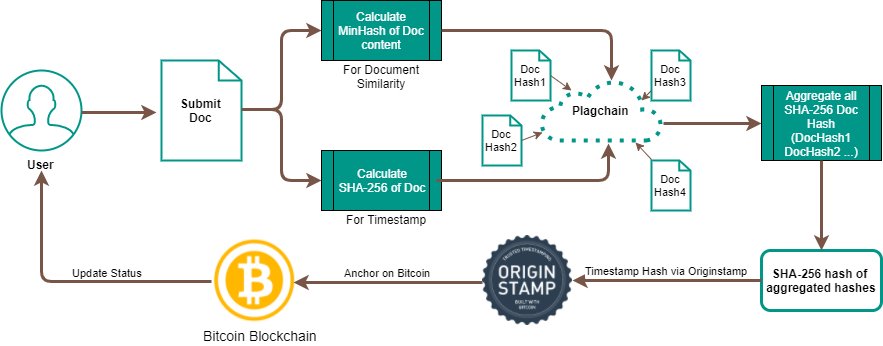 User
Submit
Doc
Calculate
MinHash of Doc
content
For Document
Similarity
Calculate
SHA-256 of Doc
For Timestamp
Doc
Hash1
Doc
Hash2
Plagchain
Doc
Hash3
Doc
Hash4
Aggregate all
SHA-256 Doc
Hash
(DocHash1
DocHash2 ...)
SHA-256 hash of
aggregated hashes
Timestamp Hash via Originstamp
TRUSTED TIMESTAMPING
ORIGIN
STAMP
BUILT WITH
BITCOIN
Anchor on Bitcoin
Bitcoin Blockchain
Update Status